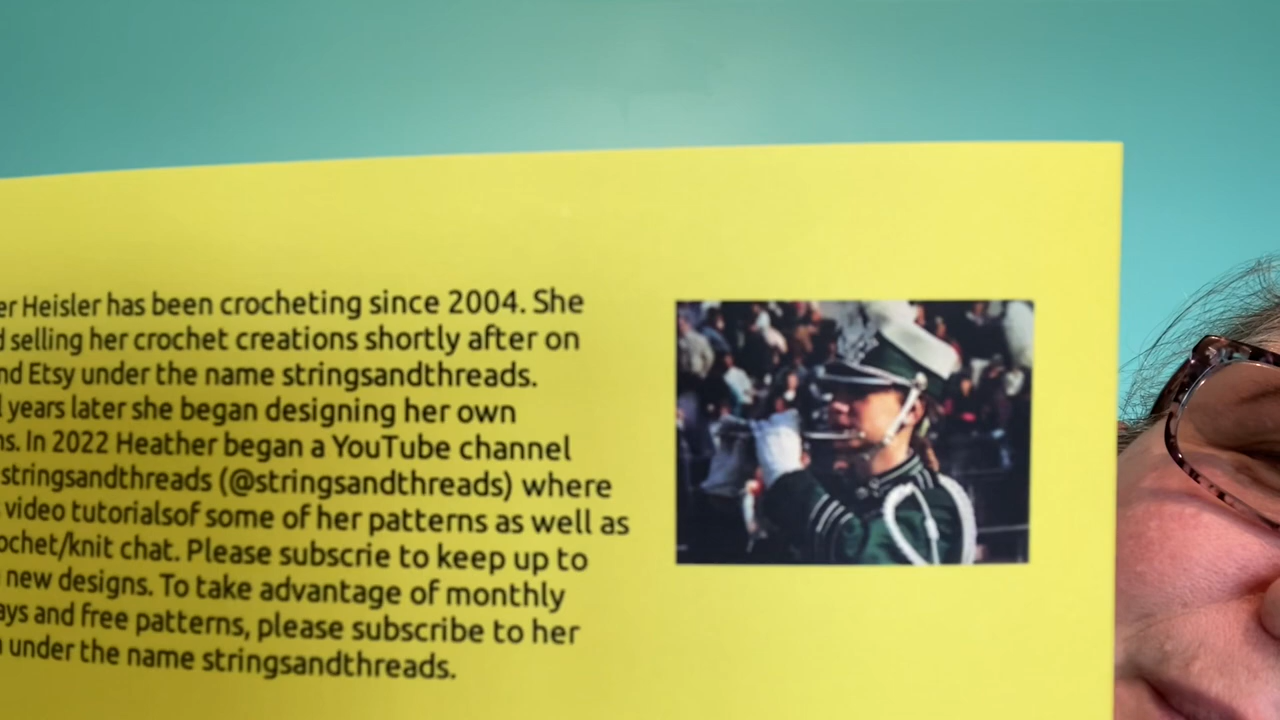 er Heisler has been crocheting since 2004. She
selling her crochet creations shortly after on
nd Etsy under the name stringsandthreads.
years later she began designing her own
ns. In 2022 Heather began a YouTube channel
stringsandthreads (@stringsandthreads) where
video tutorialsof some of her patterns as well as
ochet/knit chat. Please subscrie to keep up to
new designs. To take advantage of monthly
ays and free patterns, please subscribe to her
under the name stringsandthreads.